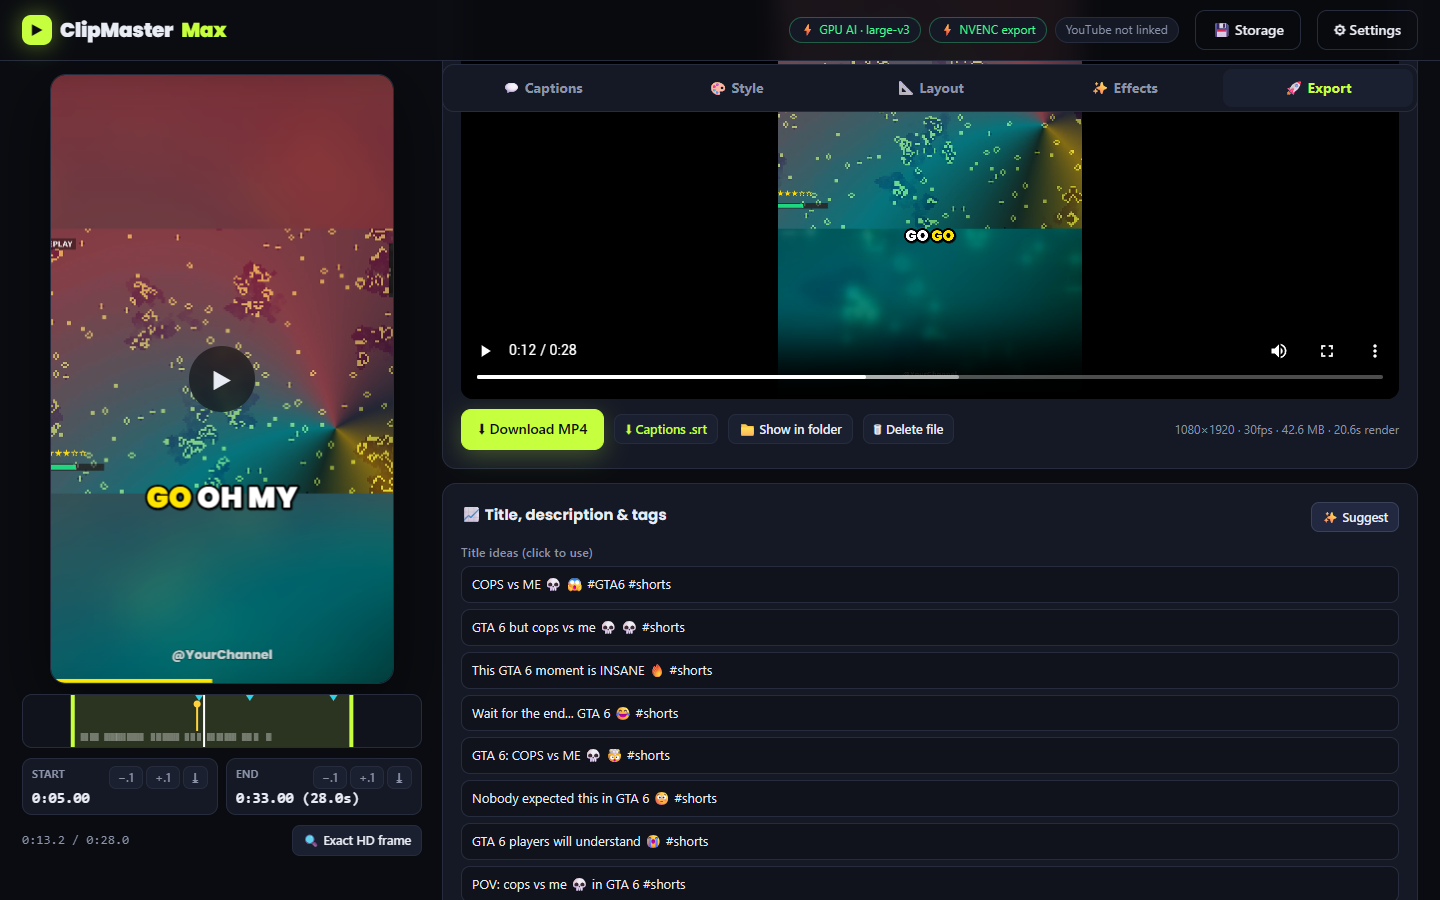 ClipMaster Max
GPU AI · large-v3
NVENC export
YouTube not linked
💾 Storage
⚙ Settings
💬 Captions
🎨 Style
📐 Layout
✨ Effects
🚀 Export
PLAY
★★★☆☆
GO OH MY
@YourChannel
★★★☆☆
GO GO
0:12 / 0:28
⬇ Download MP4
⬇ Captions .srt
📁 Show in folder
🗑 Delete file
1080×1920 · 30fps · 42.6 MB · 20.6s render
START
−.1
+.1
⤓
0:05.00
END
−.1
+.1
⤓
0:33.00 (28.0s)
0:13.2 / 0:28.0
🔍 Exact HD frame
📈 Title, description & tags
✨ Suggest
Title ideas (click to use)
COPS vs ME 💀 😱 #GTA6 #shorts
GTA 6 but cops vs me 💀 💀 #shorts
This GTA 6 moment is INSANE 🔥 #shorts
Wait for the end... GTA 6 😂 #shorts
GTA 6: COPS vs ME 💀 🤯 #shorts
Nobody expected this in GTA 6 😳 #shorts
GTA 6 players will understand 😭 #shorts
POV: cops vs me 💀 in GTA 6 #shorts